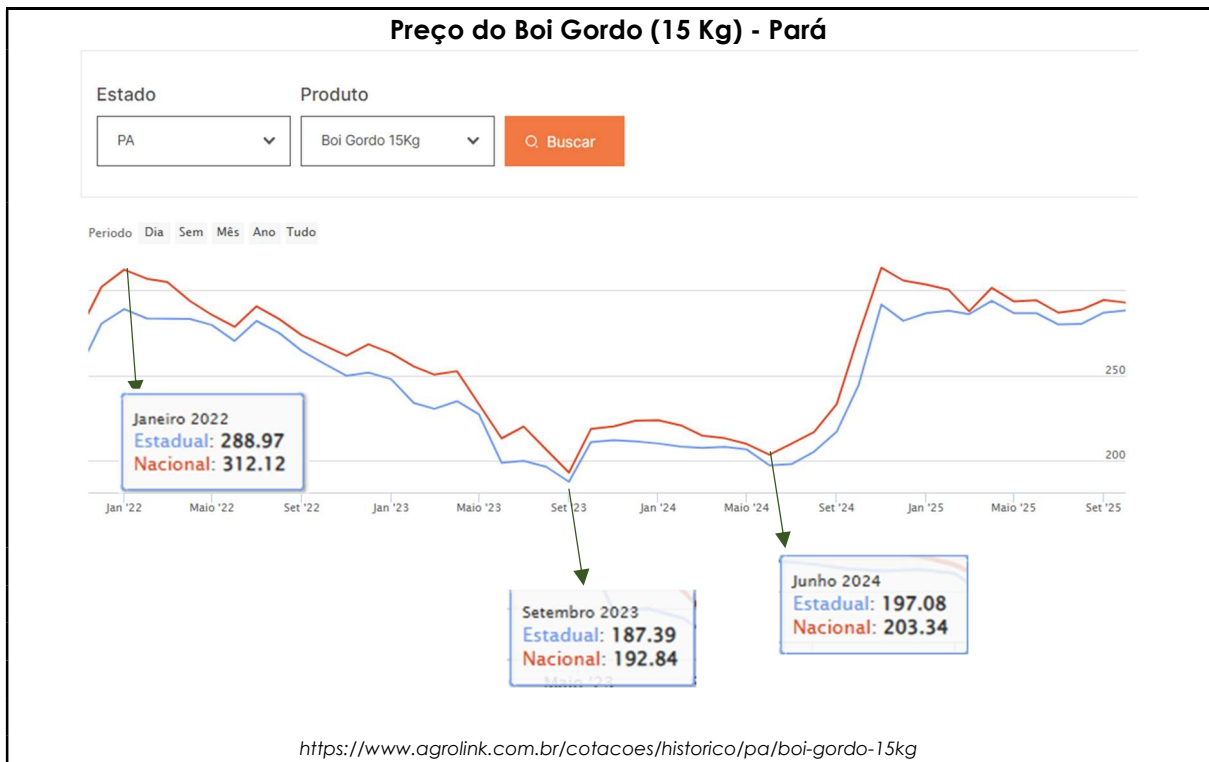 Preço do Boi Gordo (15 Kg) - Pará
Estado Produto
PA Boi Gordo 15Kg Buscar
Periodo Dia Sem Mês Ano Tudo
250
200
Janeiro 2022
Estadual: 288.97
Nacional: 312.12
Jan '22 Maio '22 Set '22 Jan '23 Maio '23 Set '23 Jan '24 Maio '24 Set '24 Jan '25 Maio '25 Set '25
Setembro 2023
Estadual: 187.39
Nacional: 192.84
Maio '23
Junho 2024
Estadual: 197.08
Nacional: 203.34
https://www.agrolink.com.br/cotacoes/historico/pa/boi-gordo-15kg